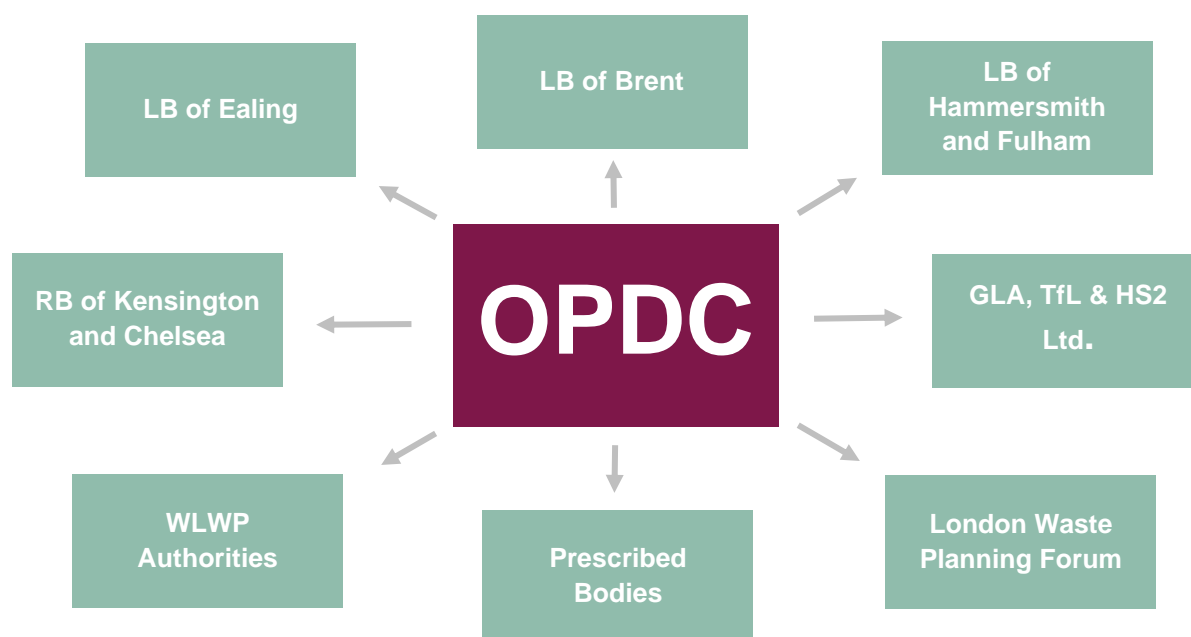 LB of Ealing
LB of Brent
LB of
Hammersmith
and Fulham
RB of Kensington
and Chelsea
OPDC
GLA, TfL & HS2
Ltd.
WLWP
Authorities
Prescribed
Bodies
London Waste
Planning Forum